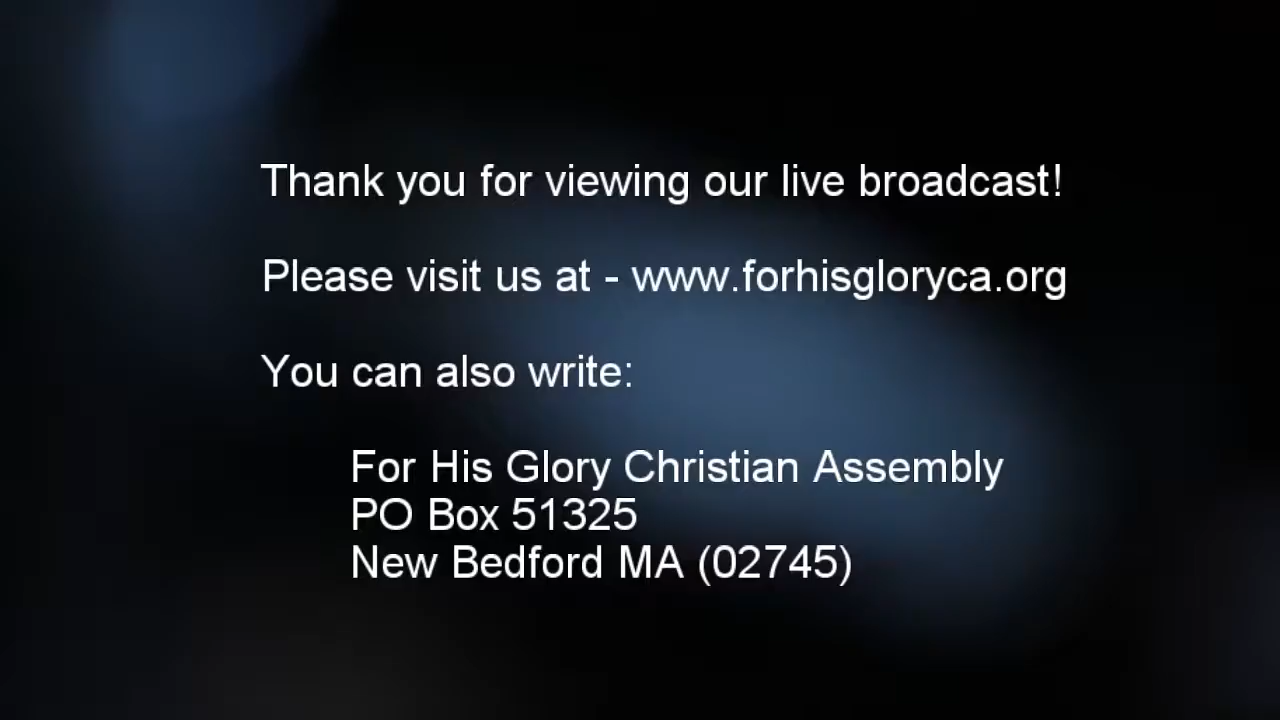 Thank you for viewing our live broadcast!
Please visit us at - www.forhisgloryca.org
You can also write:
For His Glory Christian Assembly
PO Box 51325
New Bedford MA (02745)